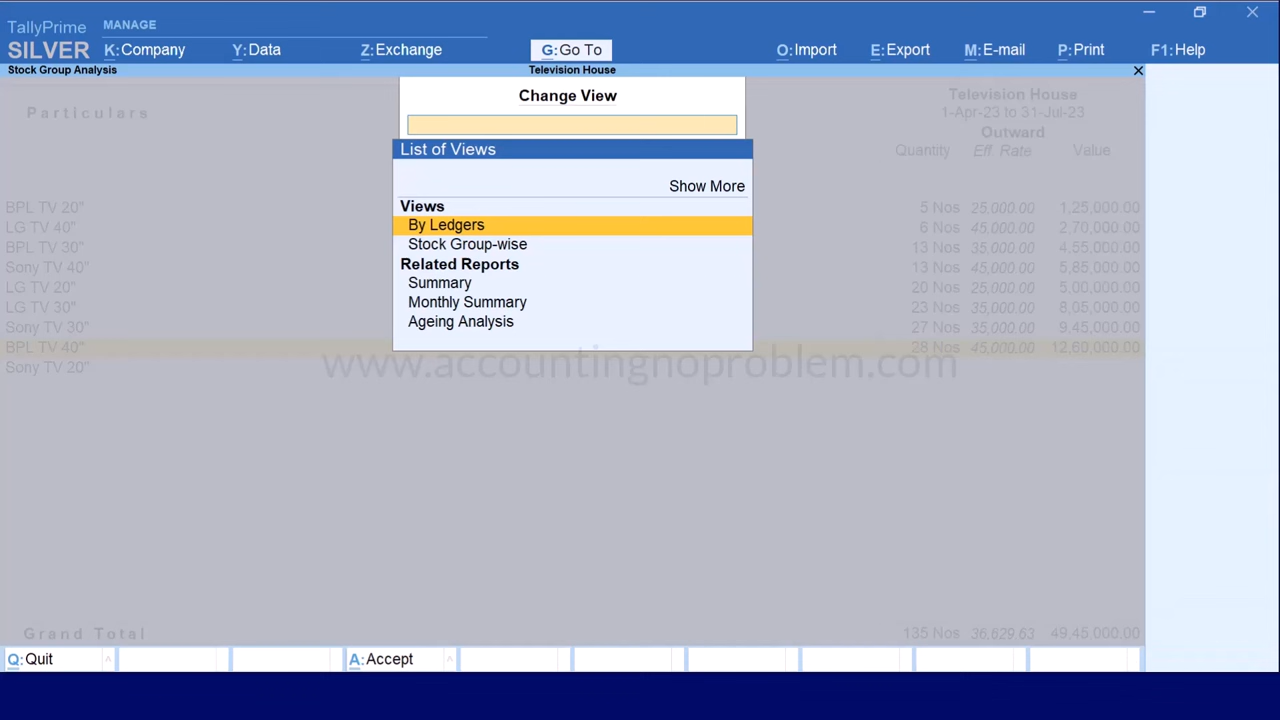 TallyPrime MANAGE
SILVER K:Company Y:Data Z:Exchange G:Go To O:Import E:Export M:E-mail P:Print F1:Help
Stock Group Analysis Television House
Change View
List of Views
Show More
Views
By Ledgers
Stock Group-wise
Related Reports
Summary
Monthly Summary
Ageing Analysis
Particulars Television House
1-Apr-23 to 31-Jul-23
Outward
Quantity Eff. Rate Value
BPL TV 20" 5 Nos 25,000.00 1,25,000.00
LG TV 40" 6 Nos 45,000.00 2,70,000.00
BPL TV 30" 13 Nos 35,000.00 4,55,000.00
Sony TV 40" 13 Nos 45,000.00 5,85,000.00
LG TV 20" 20 Nos 25,000.00 5,00,000.00
LG TV 30" 23 Nos 35,000.00 8,05,000.00
Sony TV 30" 27 Nos 35,000.00 9,45,000.00
BPL TV 40" 28 Nos 45,000.00 12,60,000.00
Sony TV 20"
www.accountingnoproblem.com
Grand Total 135 Nos 36,629.63 49,45,000.00
Q:Quit A:Accept